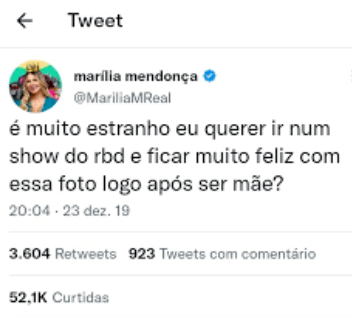 Tweet
marília mendonça
@MariliaMReal
é muito estranho eu querer ir num
show do rbd e ficar muito feliz com
essa foto logo após ser mãe?
20:04 · 23 dez. 19
3.604 Retweets 923 Tweets com comentário
52,1K Curtidas